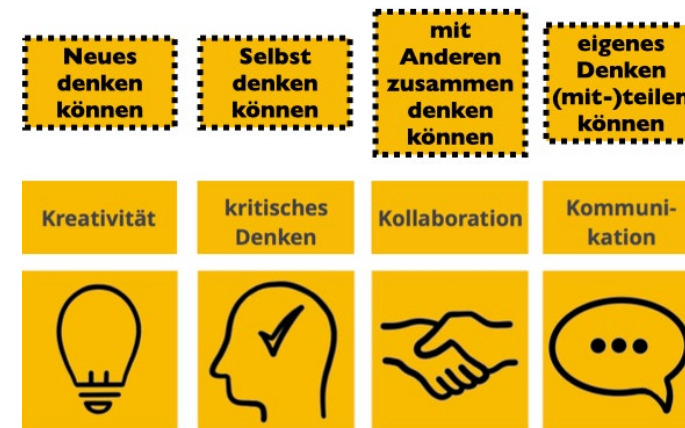 Neues
denken
können
Selbst
denken
können
mit
Anderen
zusammen
denken
können
eigenes
Denken
(mit-)teilen
können
Kreativität
kritisches
Denken
Kollaboration
Kommuni-
kation